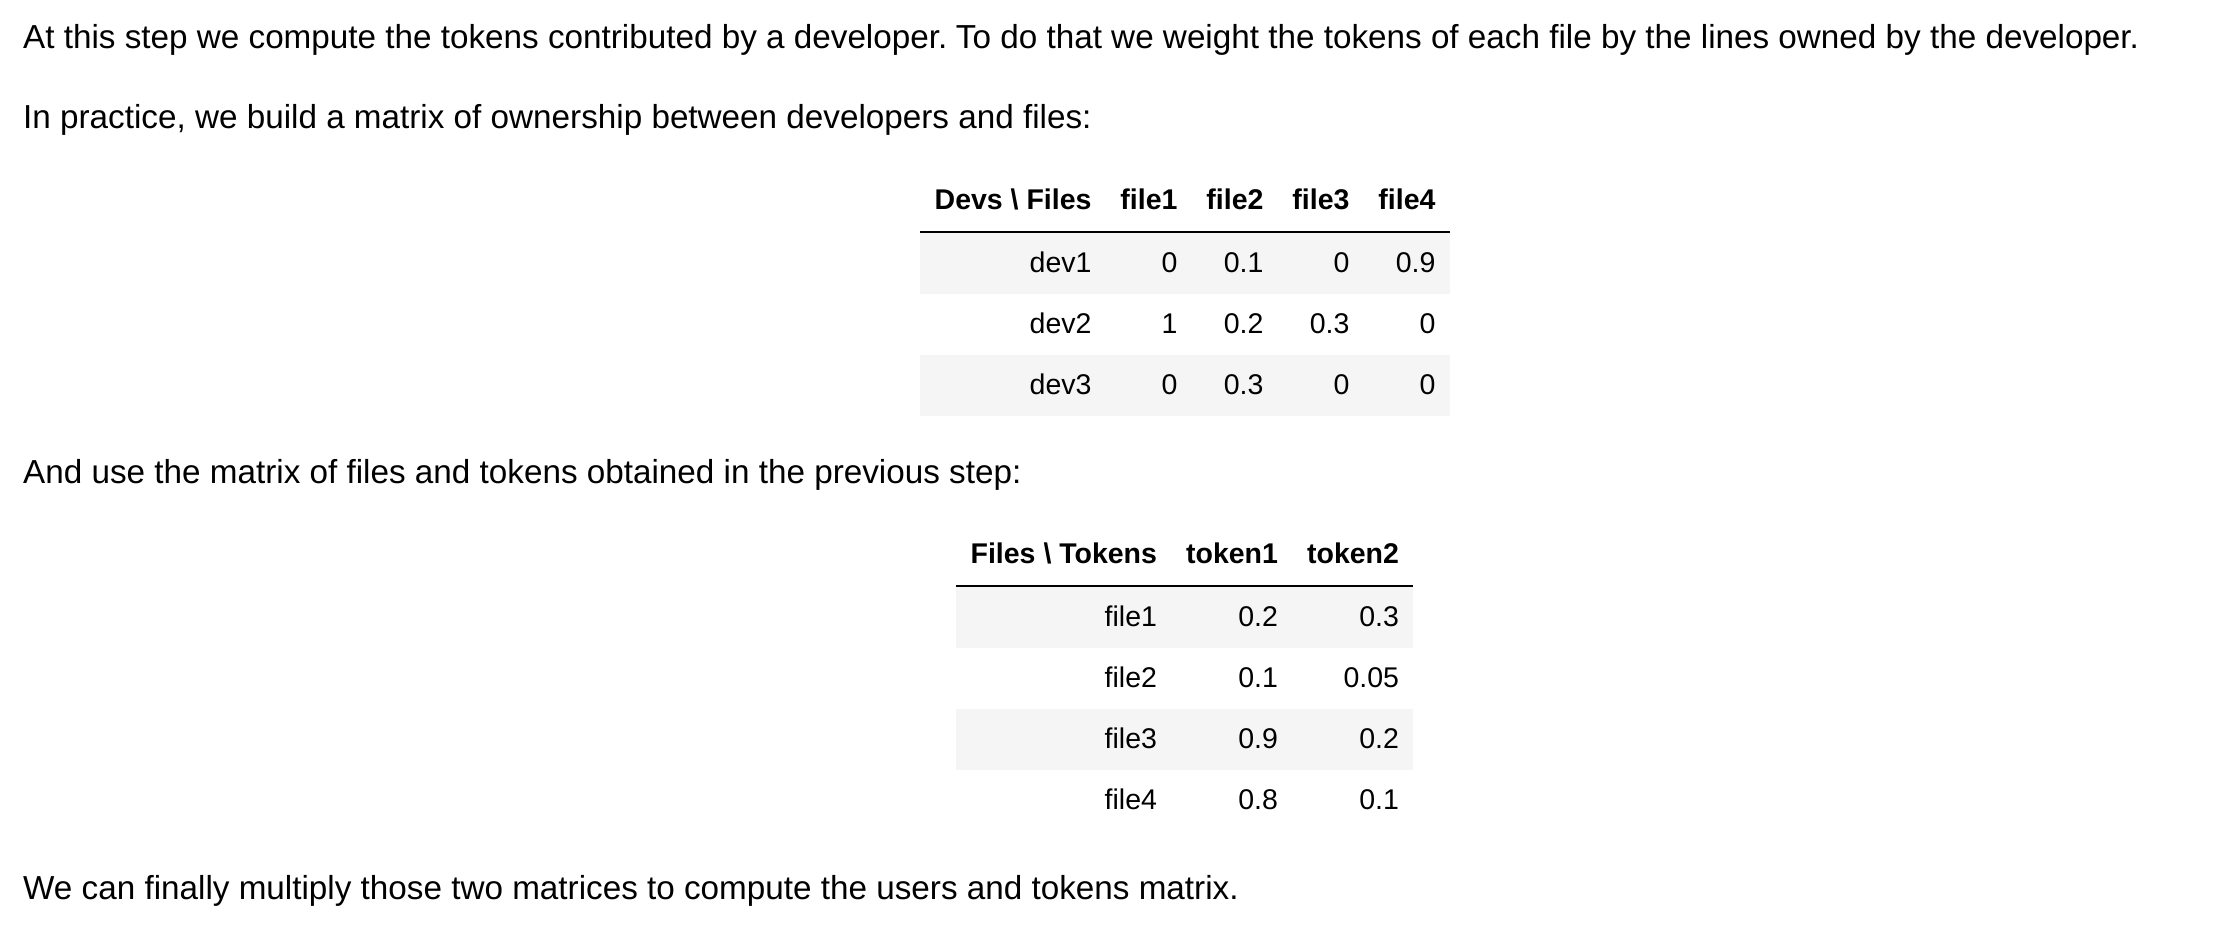 At this step we compute the tokens contributed by a developer. To do that we weight the tokens of each file by the lines owned by the developer.
In practice, we build a matrix of ownership between developers and files:
Devs \ Files file1 file2 file3 file4
dev1 0 0.1 0 0.9
dev2 1 0.2 0.3 0
dev3 0 0.3 0 0
And use the matrix of files and tokens obtained in the previous step:
Files \ Tokens token1 token2
file1 0.2 0.3
file2 0.1 0.05
file3 0.9 0.2
file4 0.8 0.1
We can finally multiply those two matrices to compute the users and tokens matrix.